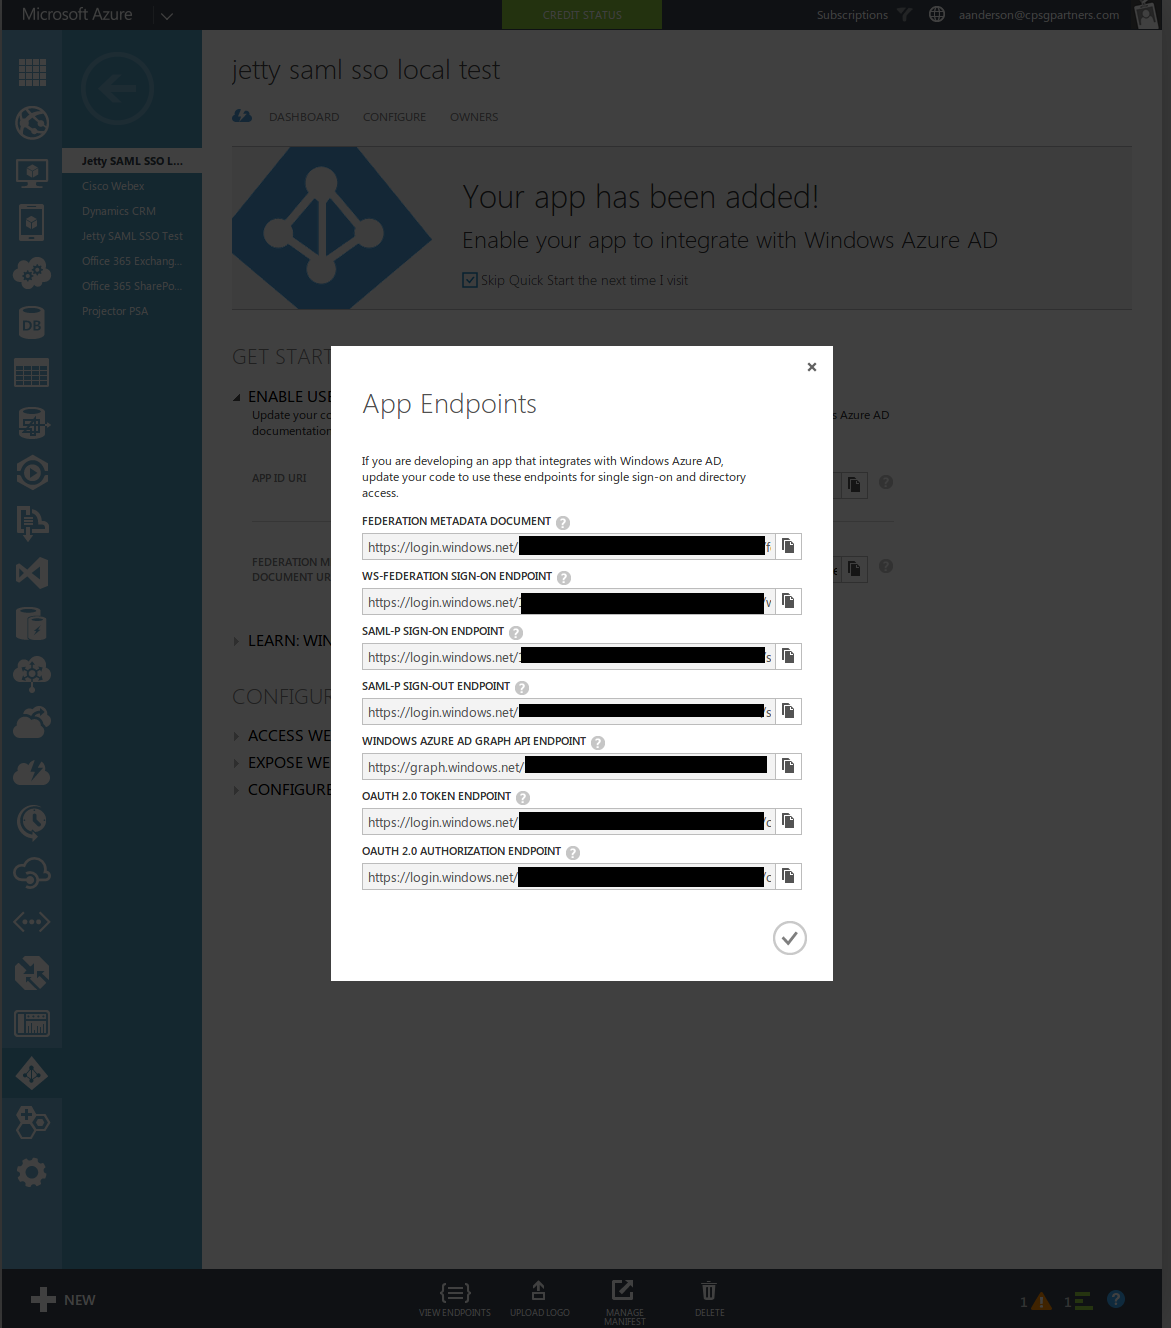 Microsoft Azure
CREDIT STATUS
Subscriptions
aanderson@cpsgpartners.com
jetty saml sso local test
DASHBOARD CONFIGURE OWNERS
Jetty SAML SSO L...
Cisco Webex
Dynamics CRM
Jetty SAML SSO Test
Office 365 Exchang...
Office 365 SharePo...
Projector PSA
Your app has been added!
Enable your app to integrate with Windows Azure AD
Skip Quick Start the next time I visit
GET START
ENABLE USE
Update your co
s Azure AD
documentation
APP ID URI
?
FEDERATION M
DOCUMENT UR
?
LEARN: WIN
CONFIGUR
ACCESS WE
EXPOSE WE
CONFIGURE
DB
App Endpoints
If you are developing an app that integrates with Windows Azure AD,
update your code to use these endpoints for single sign-on and directory
access.
FEDERATION METADATA DOCUMENT ?
https://login.windows.net/ /f
WS-FEDERATION SIGN-ON ENDPOINT ?
https://login.windows.net/ /w
SAML-P SIGN-ON ENDPOINT ?
https://login.windows.net/ /s
SAML-P SIGN-OUT ENDPOINT ?
https://login.windows.net/ /s
WINDOWS AZURE AD GRAPH API ENDPOINT ?
https://graph.windows.net/
OAUTH 2.0 TOKEN ENDPOINT ?
https://login.windows.net/ /o
OAUTH 2.0 AUTHORIZATION ENDPOINT ?
https://login.windows.net/ /o
NEW
VIEW ENDPOINTS
UPLOAD LOGO
MANAGE
MANIFEST
DELETE
1
1
?